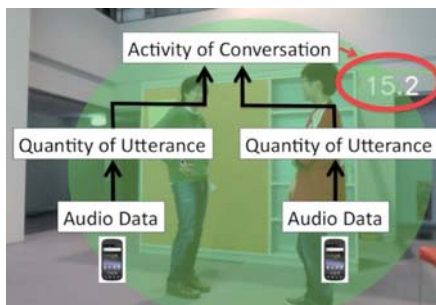 Activity of Conversation
15.2
Quantity of Utterance
Quantity of Utterance
Audio Data
Audio Data